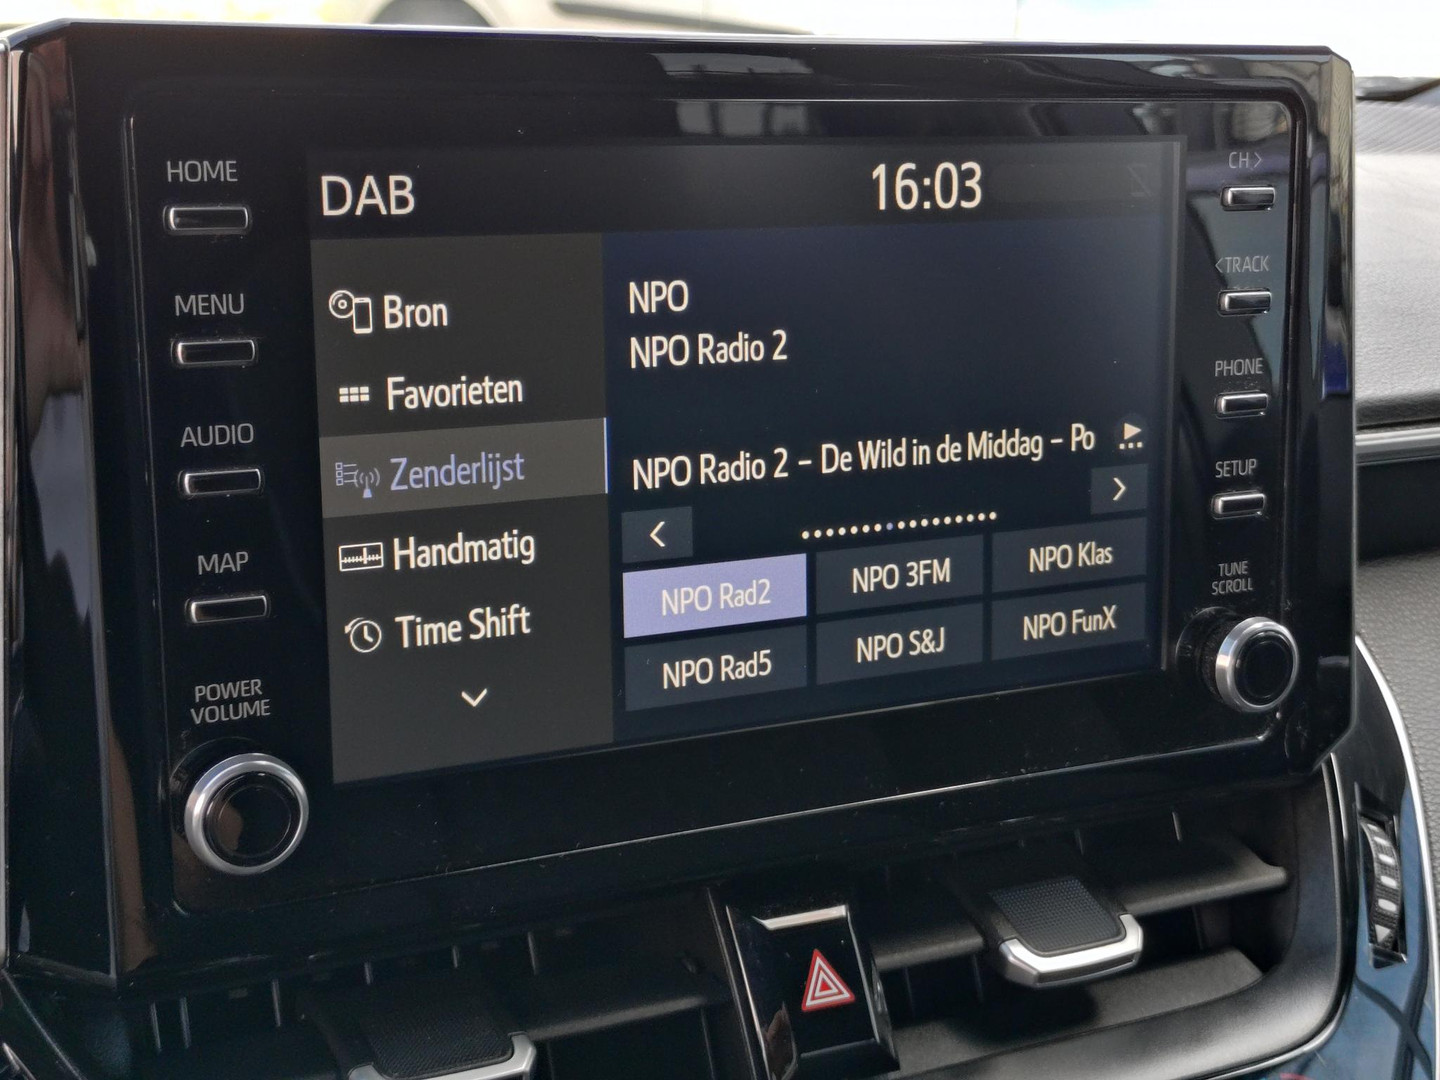 HOME
MENU
AUDIO
MAP
POWER
VOLUME
DAB
16:03
Bron
Favorieten
Zenderlijst
Handmatig
Time Shift
NPO
NPO Radio 2
NPO Radio 2 – De Wild in de Middag – Po
NPO Rad2
NPO 3FM
NPO Klas
NPO Rad5
NPO S&J
NPO FunX
CH>
<TRACK
PHONE
SETUP
TUNE
SCROLL